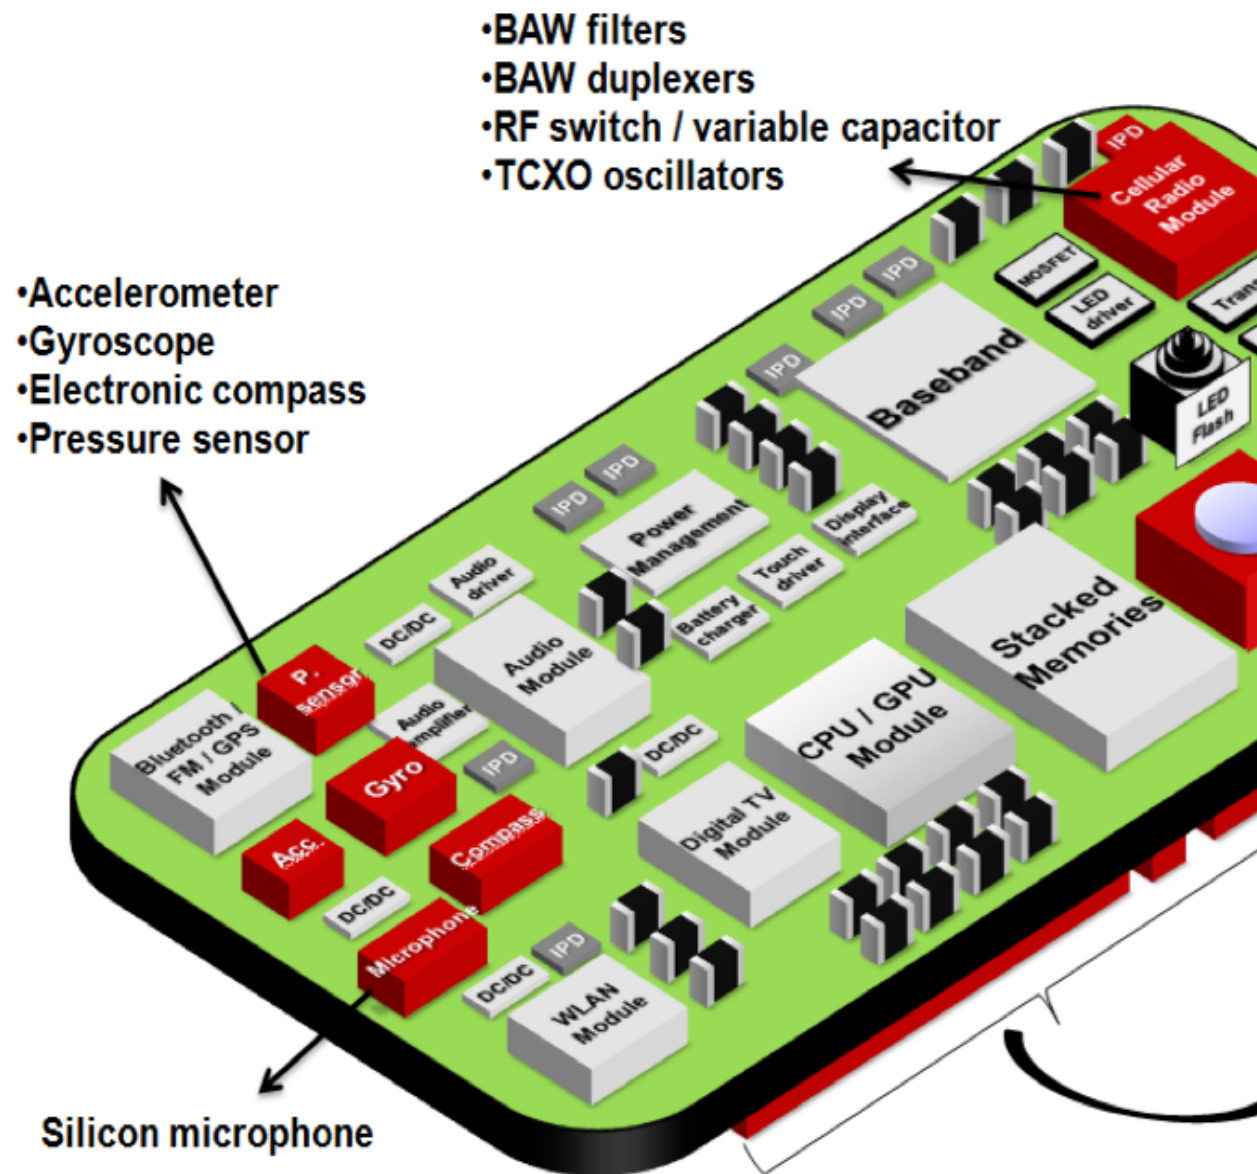 •BAW filters
•BAW duplexers
•RF switch / variable capacitor
•TCXO oscillators
•Accelerometer
•Gyroscope
•Electronic compass
•Pressure sensor
IPD
Cellular
Radio
Module
MOSFET
LED
driver
IPD
IPD
IPD
Baseband
LED
Flash
IPD
IPD
Power
Management
Display
interface
Touch
driver
Battery
charger
Audio
driver
DC/DC
Audio
Module
Stacked
Memories
CPU / GPU
Module
P.
sensor
Audio
amplifier
Bluetooth /
FM / GPS
Module
Gyro
IPD
DC/DC
Digital TV
Module
Acc.
Compass
DC/DC
Microphone
IPD
DC/DC
WLAN
Module
Silicon microphone